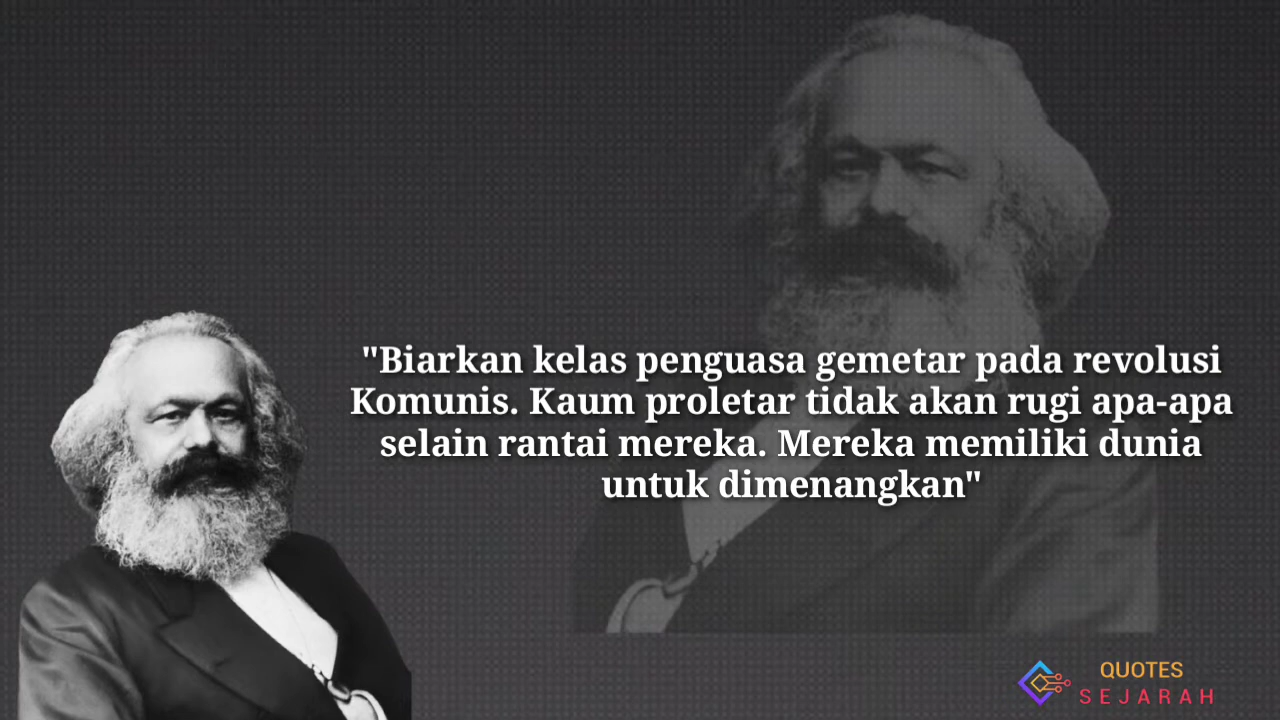 "Biarkan kelas penguasa gemetar pada revolusi
Komunis. Kaum proletar tidak akan rugi apa-apa
selain rantai mereka. Mereka memiliki dunia
untuk dimenangkan"
QUOTES
SEJARAH